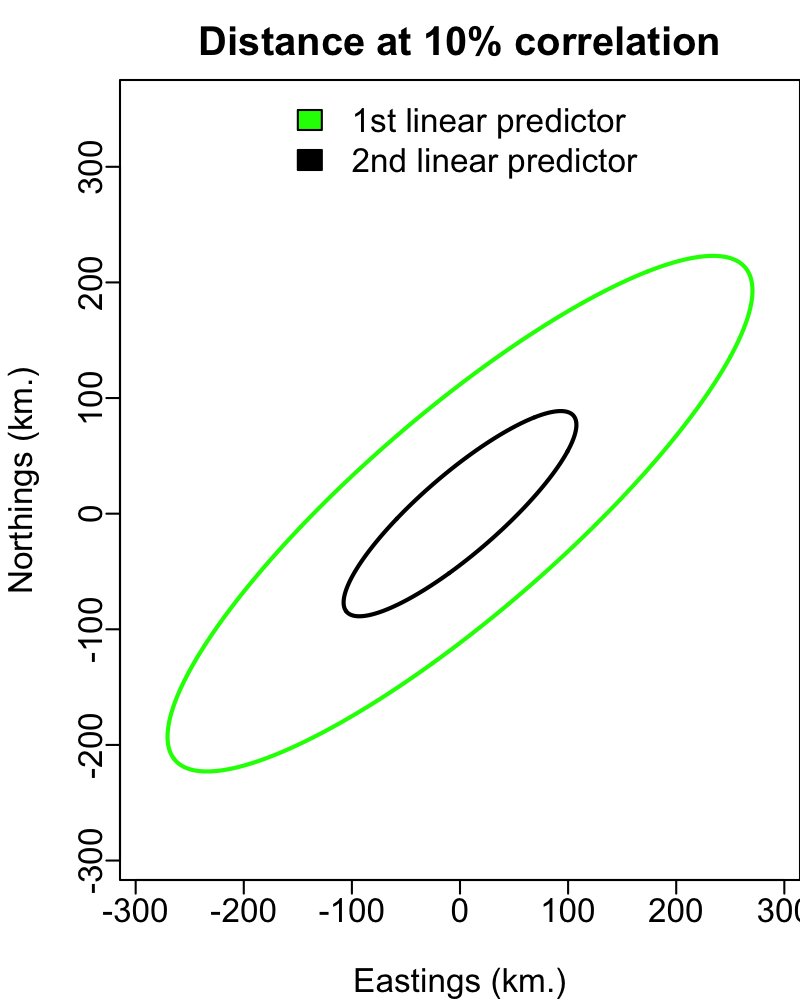 Distance at 10% correlation
1st linear predictor
2nd linear predictor
300
200
100
0
-100
-200
-300
Northings (km.)
-300 -200 -100 0 100 200 300
Eastings (km.)